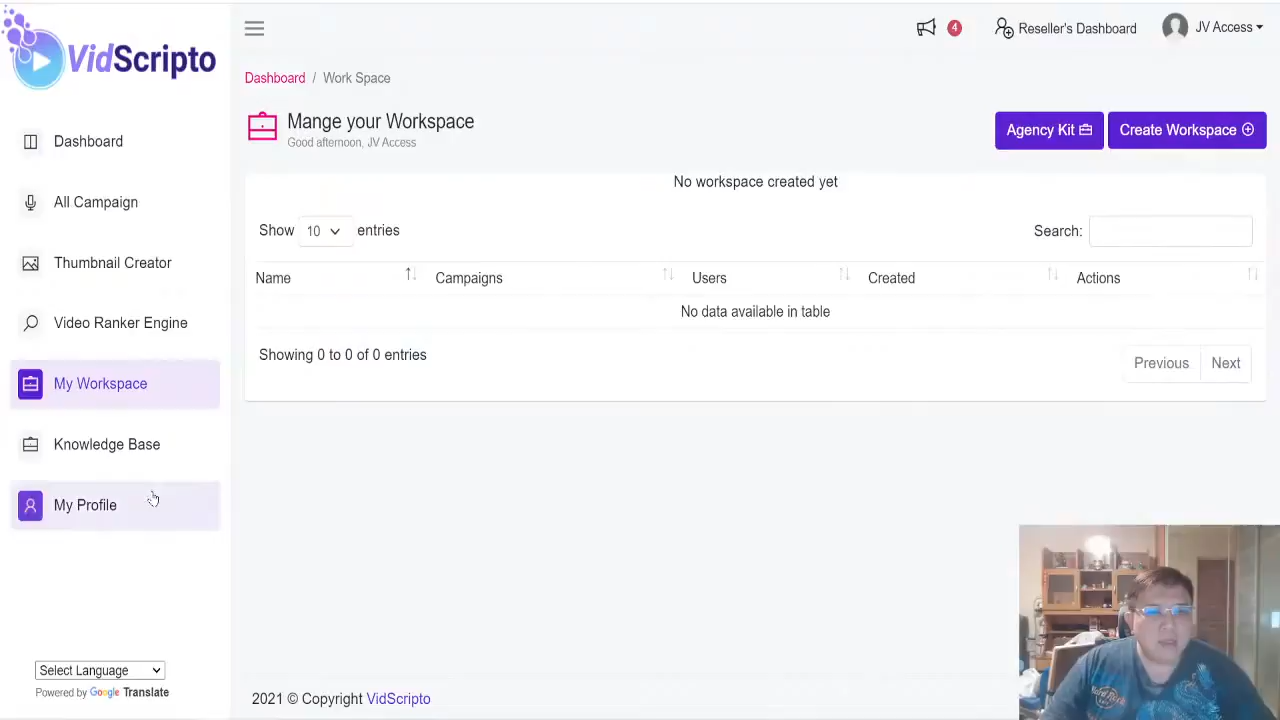 VidScripto
4
Reseller's Dashboard
JV Access
Dashboard / Work Space
Mange your Workspace
Good afternoon, JV Access
Agency Kit
Create Workspace
Dashboard
All Campaign
Thumbnail Creator
Video Ranker Engine
My Workspace
Knowledge Base
My Profile
No workspace created yet
Show 10 entries
Search:
Name Campaigns Users Created Actions
No data available in table
Showing 0 to 0 of 0 entries
Previous Next
Select Language
Powered by Google Translate
2021 © Copyright VidScripto